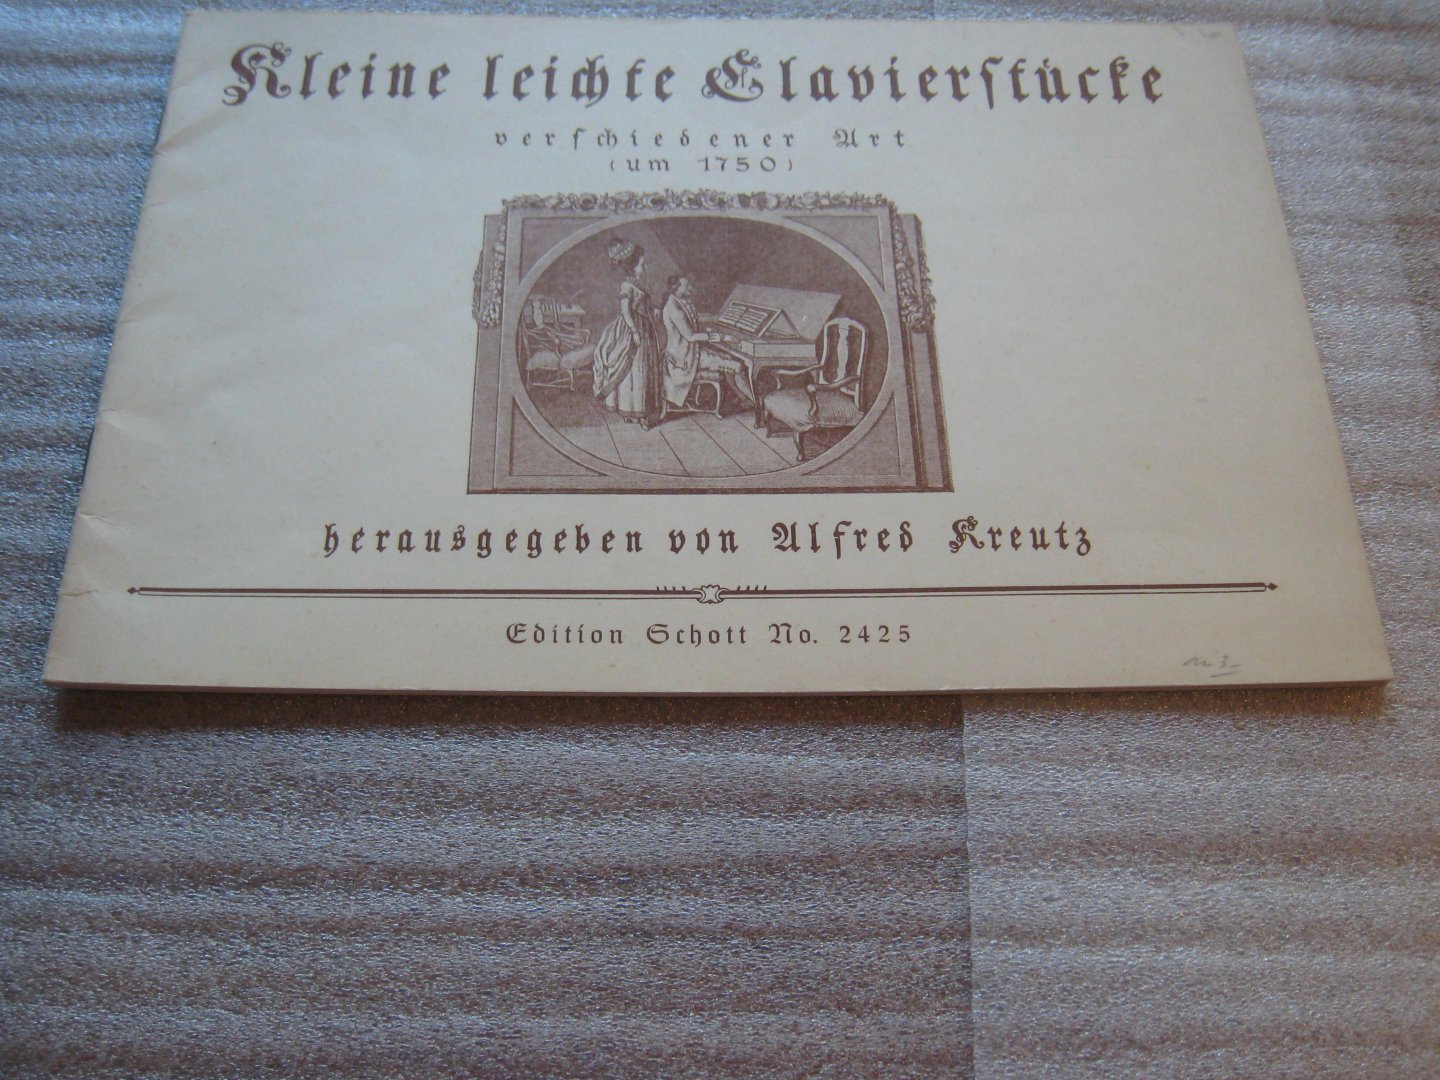 Kleine leichte Clavierstücke
verschiedener Art
(um 1750)
herausgegeben von Alfred Kreutz
Edition Schott No. 2425